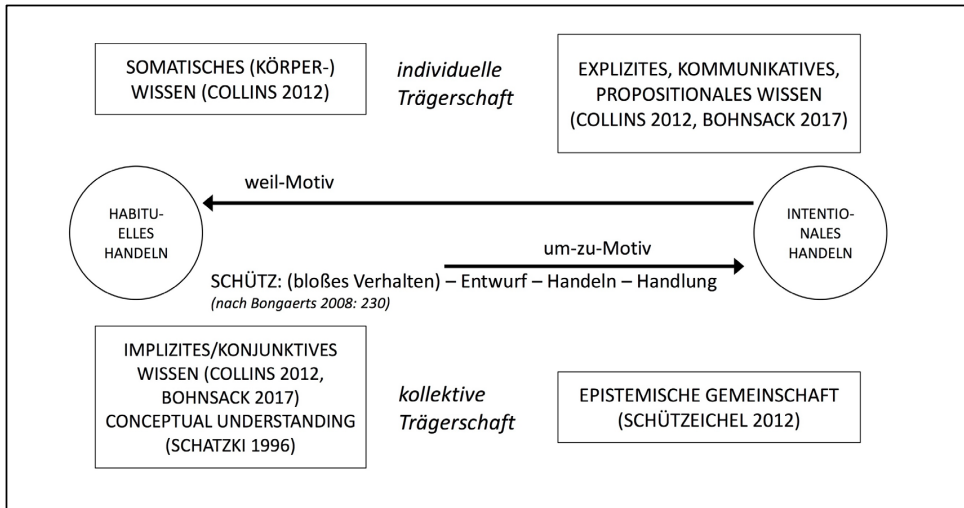 SOMATISCHES (KÖRPER-)
WISSEN (COLLINS 2012)
individuelle
Trägerschaft
EXPLIZITES, KOMMUNIKATIVES,
PROPOSITIONALES WISSEN
(COLLINS 2012, BOHNSACK 2017)
weil-Motiv
HABITU-
ELLES
HANDELN
INTENTIO-
NALES
HANDELN
um-zu-Motiv
SCHÜTZ: (bloßes Verhalten) – Entwurf – Handeln – Handlung
(nach Bongaerts 2008: 230)
IMPLIZITES/KONJUNKTIVES
WISSEN (COLLINS 2012,
BOHNSACK 2017)
CONCEPTUAL UNDERSTANDING
(SCHATZKI 1996)
kollektive
Trägerschaft
EPISTEMISCHE GEMEINSCHAFT
(SCHÜTZEICHEL 2012)